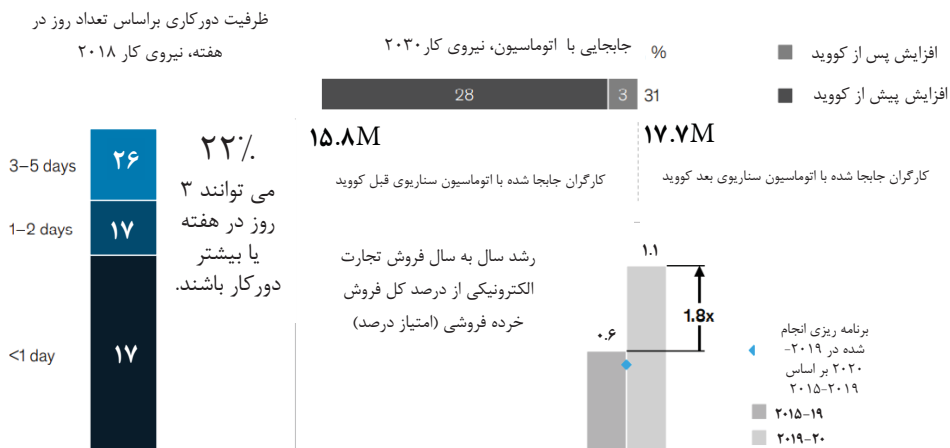 ظرفیت دورکاری براساس تعداد روز در
هفته، نیروی کار ۲۰۱۸
3–5 days
۲۶
1–2 days
۱۷
<1 day
۱۷
۲۲٪
می توانند ۳
روز در هفته
یا بیشتر
دورکار باشند.
جابجایی با اتوماسیون، نیروی کار۲۰۳۰
%
28
3
31
افزایش پس از کووید
افزایش پیش از کووید
۱۵.۸M
کارگران جابجا شده با اتوماسیون سناریوی قبل کووید
۱۷.۷M
کارگران جابجا شده با اتوماسیون سناریوی بعد کووید
رشد سال به سال فروش تجارت
الکترونیکی از درصد کل فروش
خرده فروشی (امتیاز درصد)
۰.۶
۱.۱
1.8x
برنامه ریزی انجام
شده در ۲۰۱۹-
۲۰۲۰ بر اساس
۲۰۱۵-۲۰۱۹
۲۰۱۵-۱۹
۲۰۱۹-۲۰